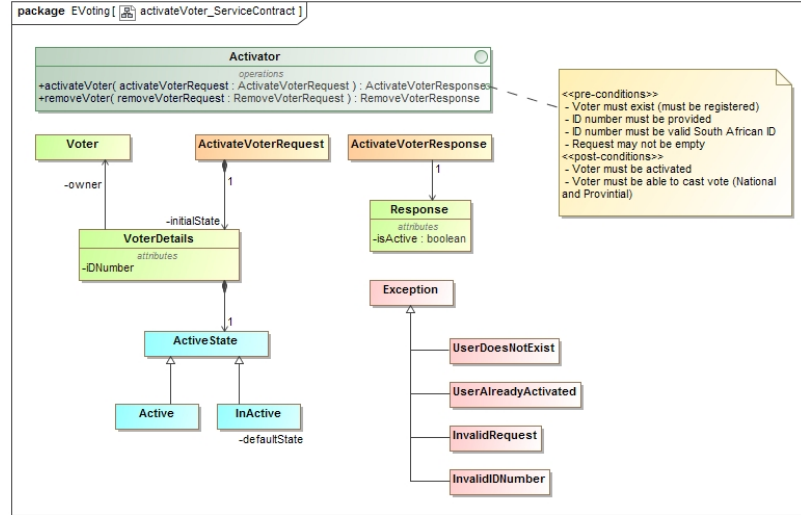 package EVoting [ activateVoter_ServiceContract ]
Activator
operations
+activateVoter( activateVoterRequest : ActivateVoterRequest ) : ActivateVoterResponse
+removeVoter( removeVoterRequest : RemoveVoterRequest ) : RemoveVoterResponse
<<pre-conditions>>
- Voter must exist (must be registered)
- ID number must be provided
- ID number must be valid South African ID
- Request may not be empty
<<post-conditions>>
- Voter must be activated
- Voter must be able to cast vote (National
and Provintial)
Voter
ActivateVoterRequest
ActivateVoterResponse
1
1
-owner
-initialState
Response
attributes
-isActive : boolean
VoterDetails
attributes
-iDNumber
Exception
1
ActiveState
UserDoesNotExist
UserAlreadyActivated
Active
InActive
-defaultState
InvalidRequest
InvalidIDNumber